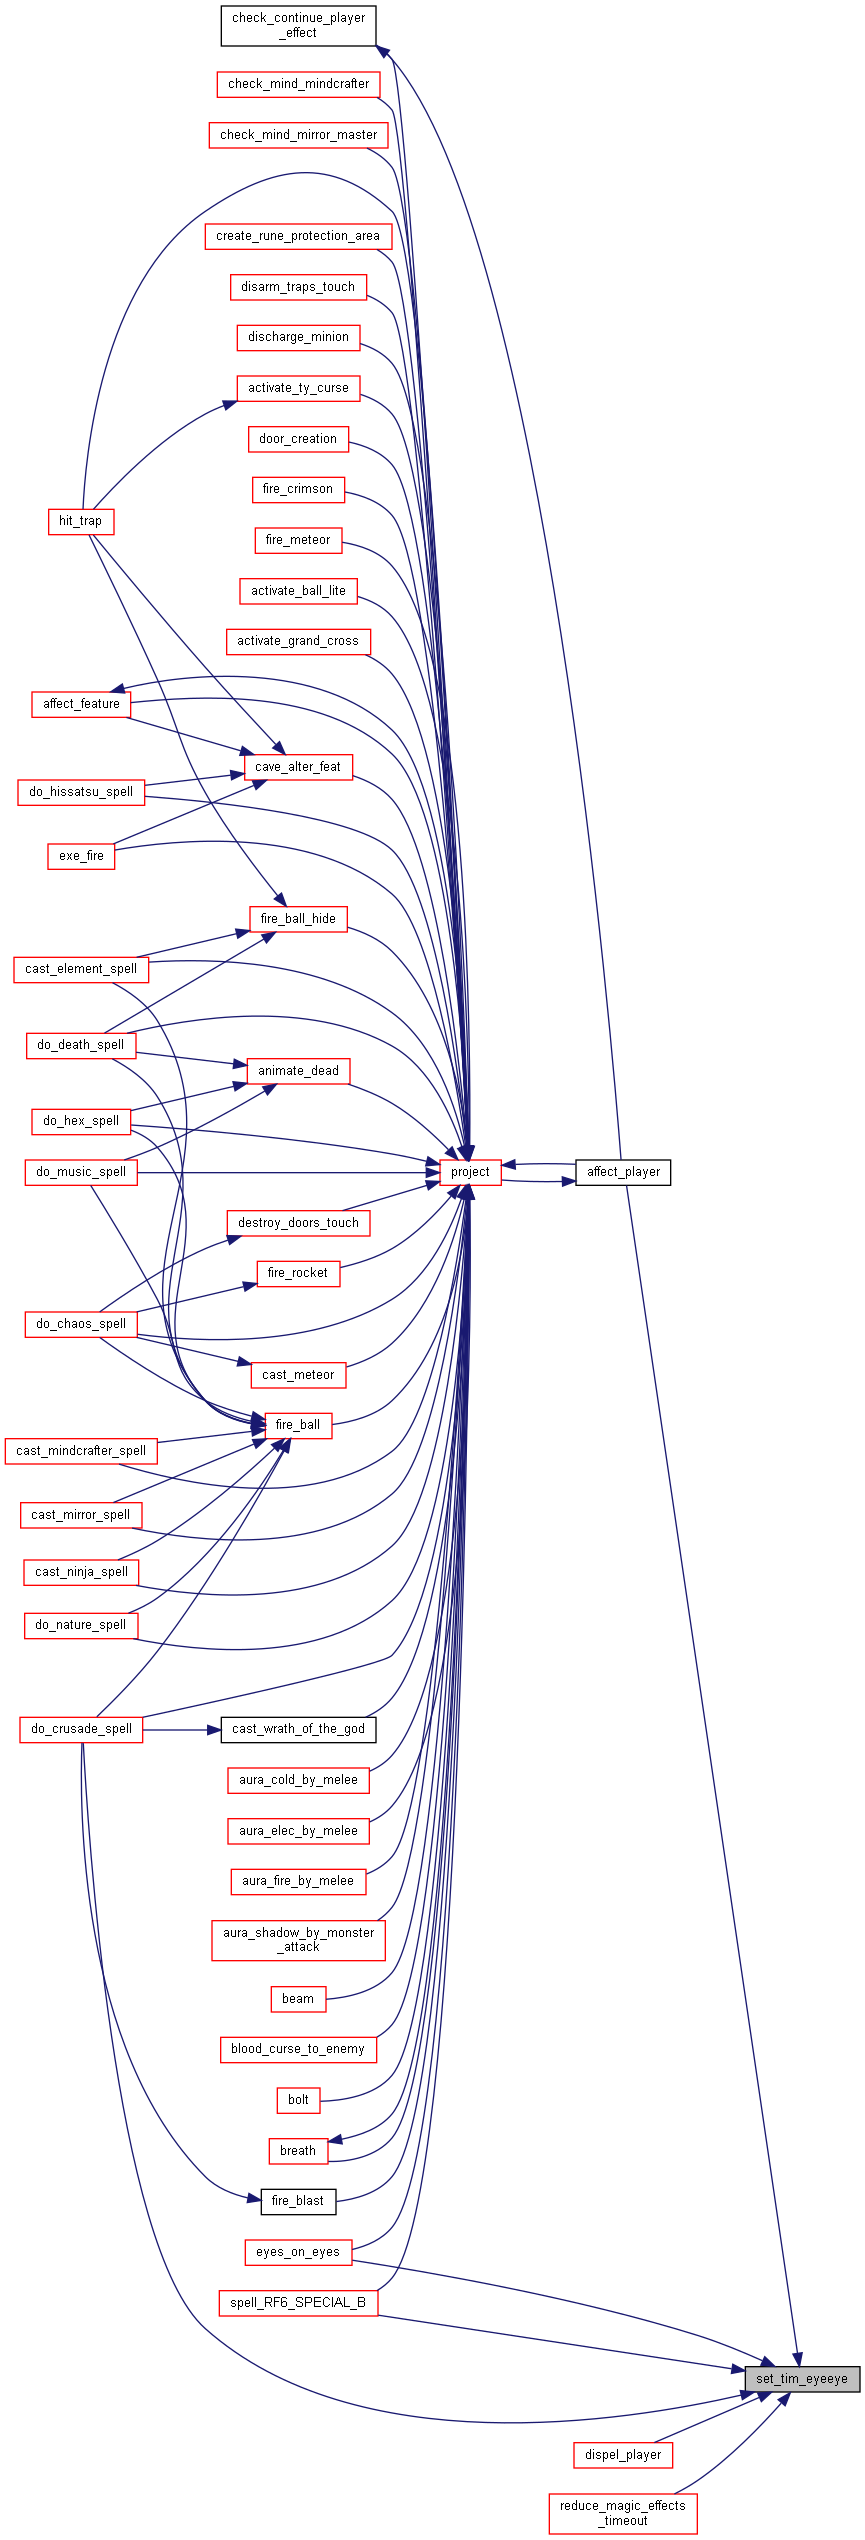 check_continue_player
_effect
check_mind_mindcrafter
check_mind_mirror_master
create_rune_protection_area
disarm_traps_touch
discharge_minion
activate_ty_curse
door_creation
fire_crimson
hit_trap
fire_meteor
activate_ball_lite
activate_grand_cross
affect_feature
cave_alter_feat
do_hissatsu_spell
exe_fire
fire_ball_hide
cast_element_spell
do_death_spell
animate_dead
do_hex_spell
do_music_spell
project
affect_player
destroy_doors_touch
fire_rocket
do_chaos_spell
cast_meteor
fire_ball
cast_mindcrafter_spell
cast_mirror_spell
cast_ninja_spell
do_nature_spell
do_crusade_spell
cast_wrath_of_the_god
aura_cold_by_melee
aura_elec_by_melee
aura_fire_by_melee
aura_shadow_by_monster
_attack
beam
blood_curse_to_enemy
bolt
breath
fire_blast
eyes_on_eyes
spell_RF6_SPECIAL_B
set_tim_eyeeye
dispel_player
reduce_magic_effects
_timeout